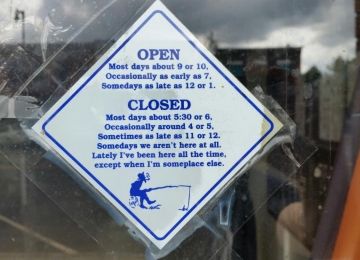 OPEN
Most days about 9 or 10,
Occasionally as early as 7,
Somedays as late as 12 or 1.
CLOSED
Most days about 5:30 or 6,
Occasionally around 4 or 5,
Sometimes as late as 11 or 12.
Somedays we aren't here at all.
Lately I've been here all the time,
except when I'm someplace else.